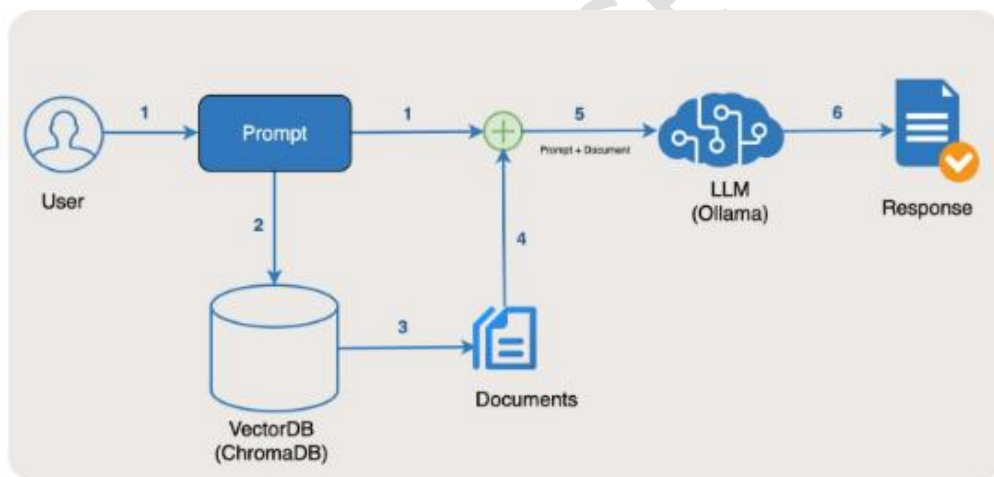 1
Prompt
1
5
Prompt + Document
6
User
LLM
(Ollama)
Response
2
4
3
Documents
VectorDB
(ChromaDB)